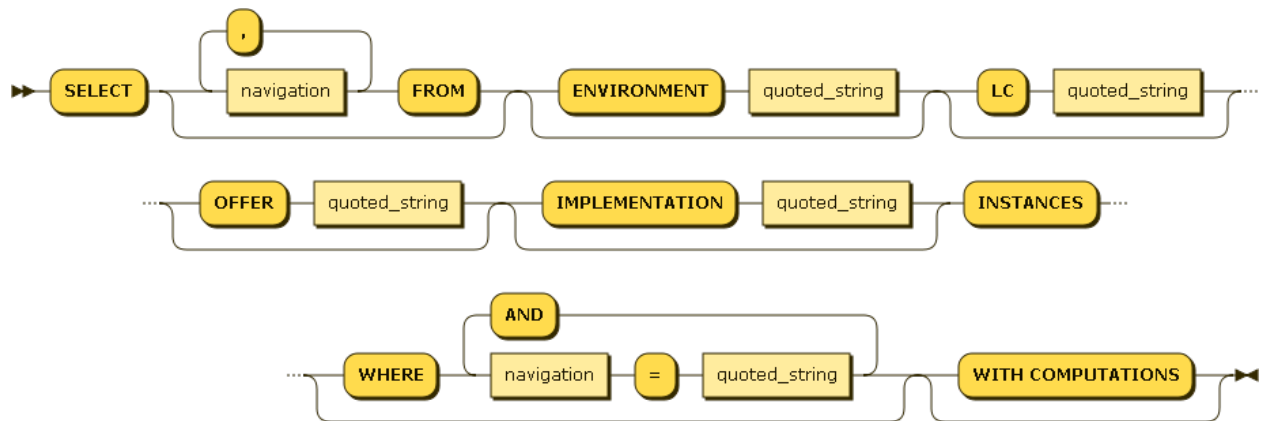 ,
SELECT navigation FROM ENVIRONMENT quoted_string LC quoted_string
OFFER quoted_string IMPLEMENTATION quoted_string INSTANCES
AND
WHERE navigation = quoted_string WITH COMPUTATIONS